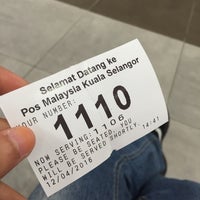 Selamat Datang ke
Pos Malaysia Kuala Selangor
YOUR NUMBER:
1110
NOW SERVING: 1106
PLEASE BE SEATED, YOU
WILL BE SERVED SHORTLY.
12/04/2016 14:41